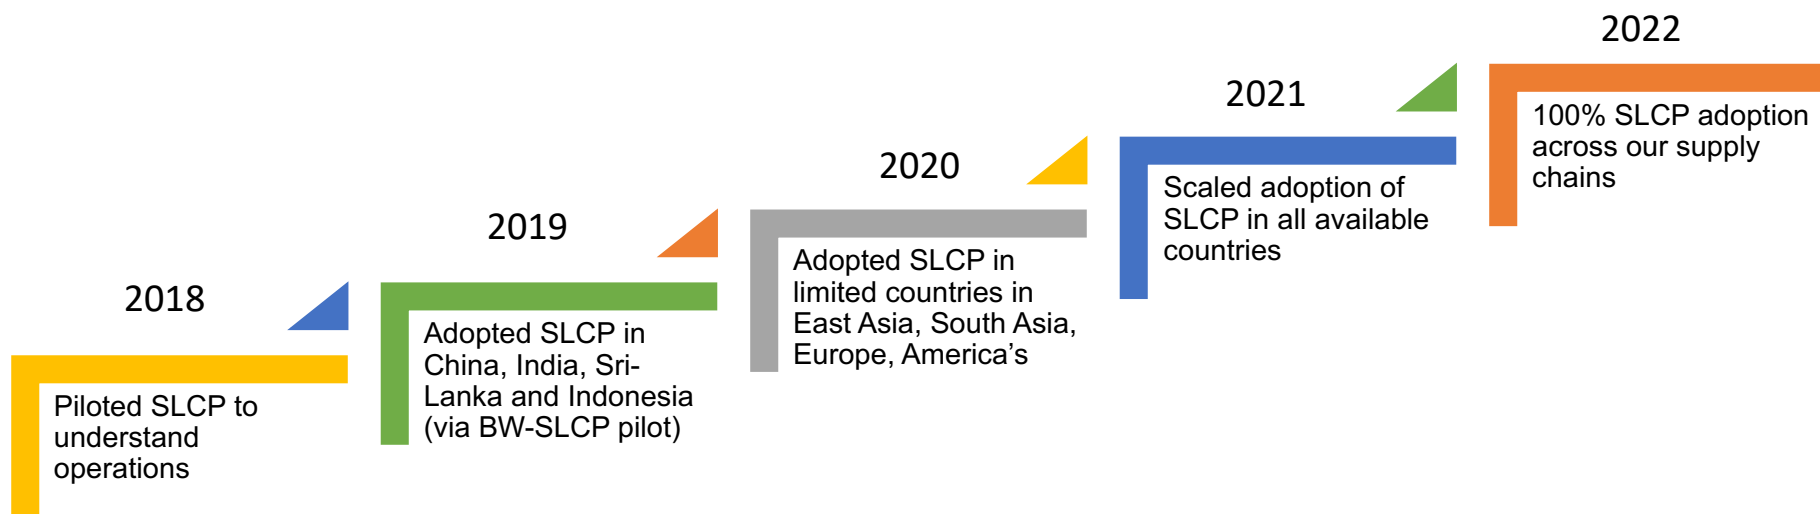 2018
Piloted SLCP to
understand
operations
2019
Adopted SLCP in
China, India, Sri-
Lanka and Indonesia
(via BW-SLCP pilot)
2020
Adopted SLCP in
limited countries in
East Asia, South Asia,
Europe, America’s
2021
Scaled adoption of
SLCP in all available
countries
2022
100% SLCP adoption
across our supply
chains